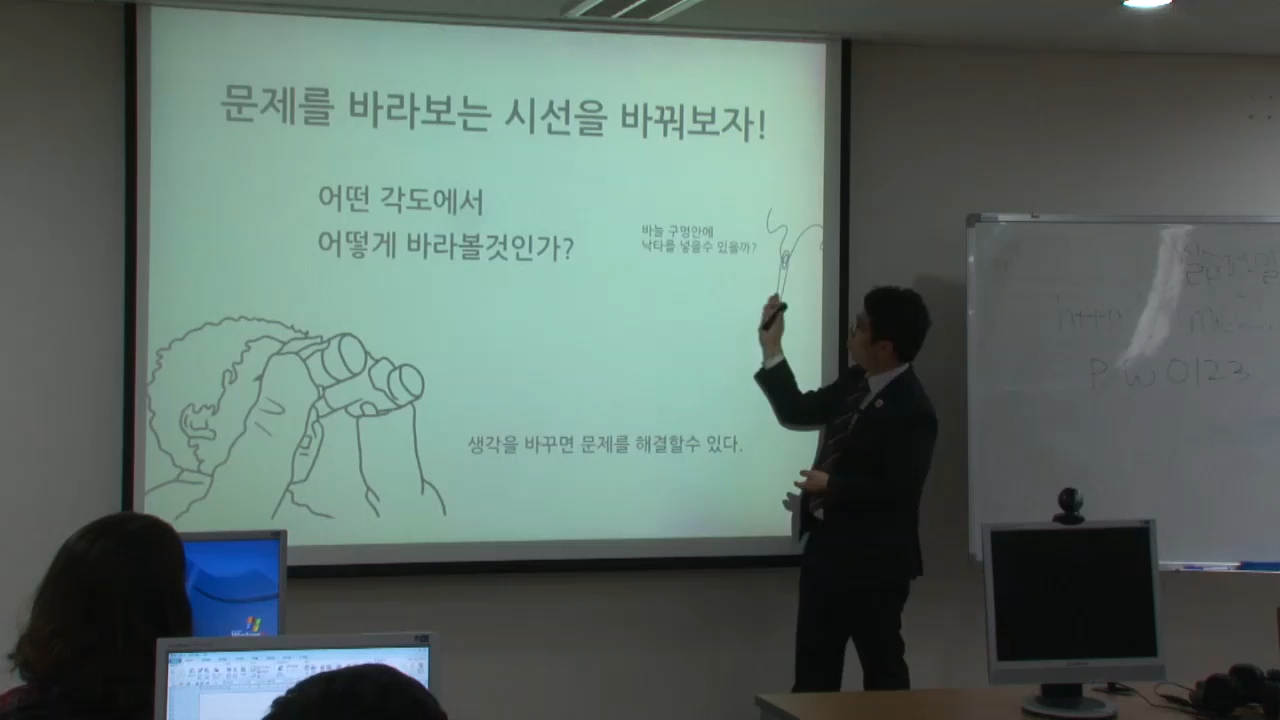 문제를 바라보는 시선을 바꿔보자!
어떤 각도에서
어떻게 바라볼것인가?
바늘 구멍안에
낙타를 넣을수 있을까?
생각을 바꾸면 문제를 해결할수 있다.
PW 0123